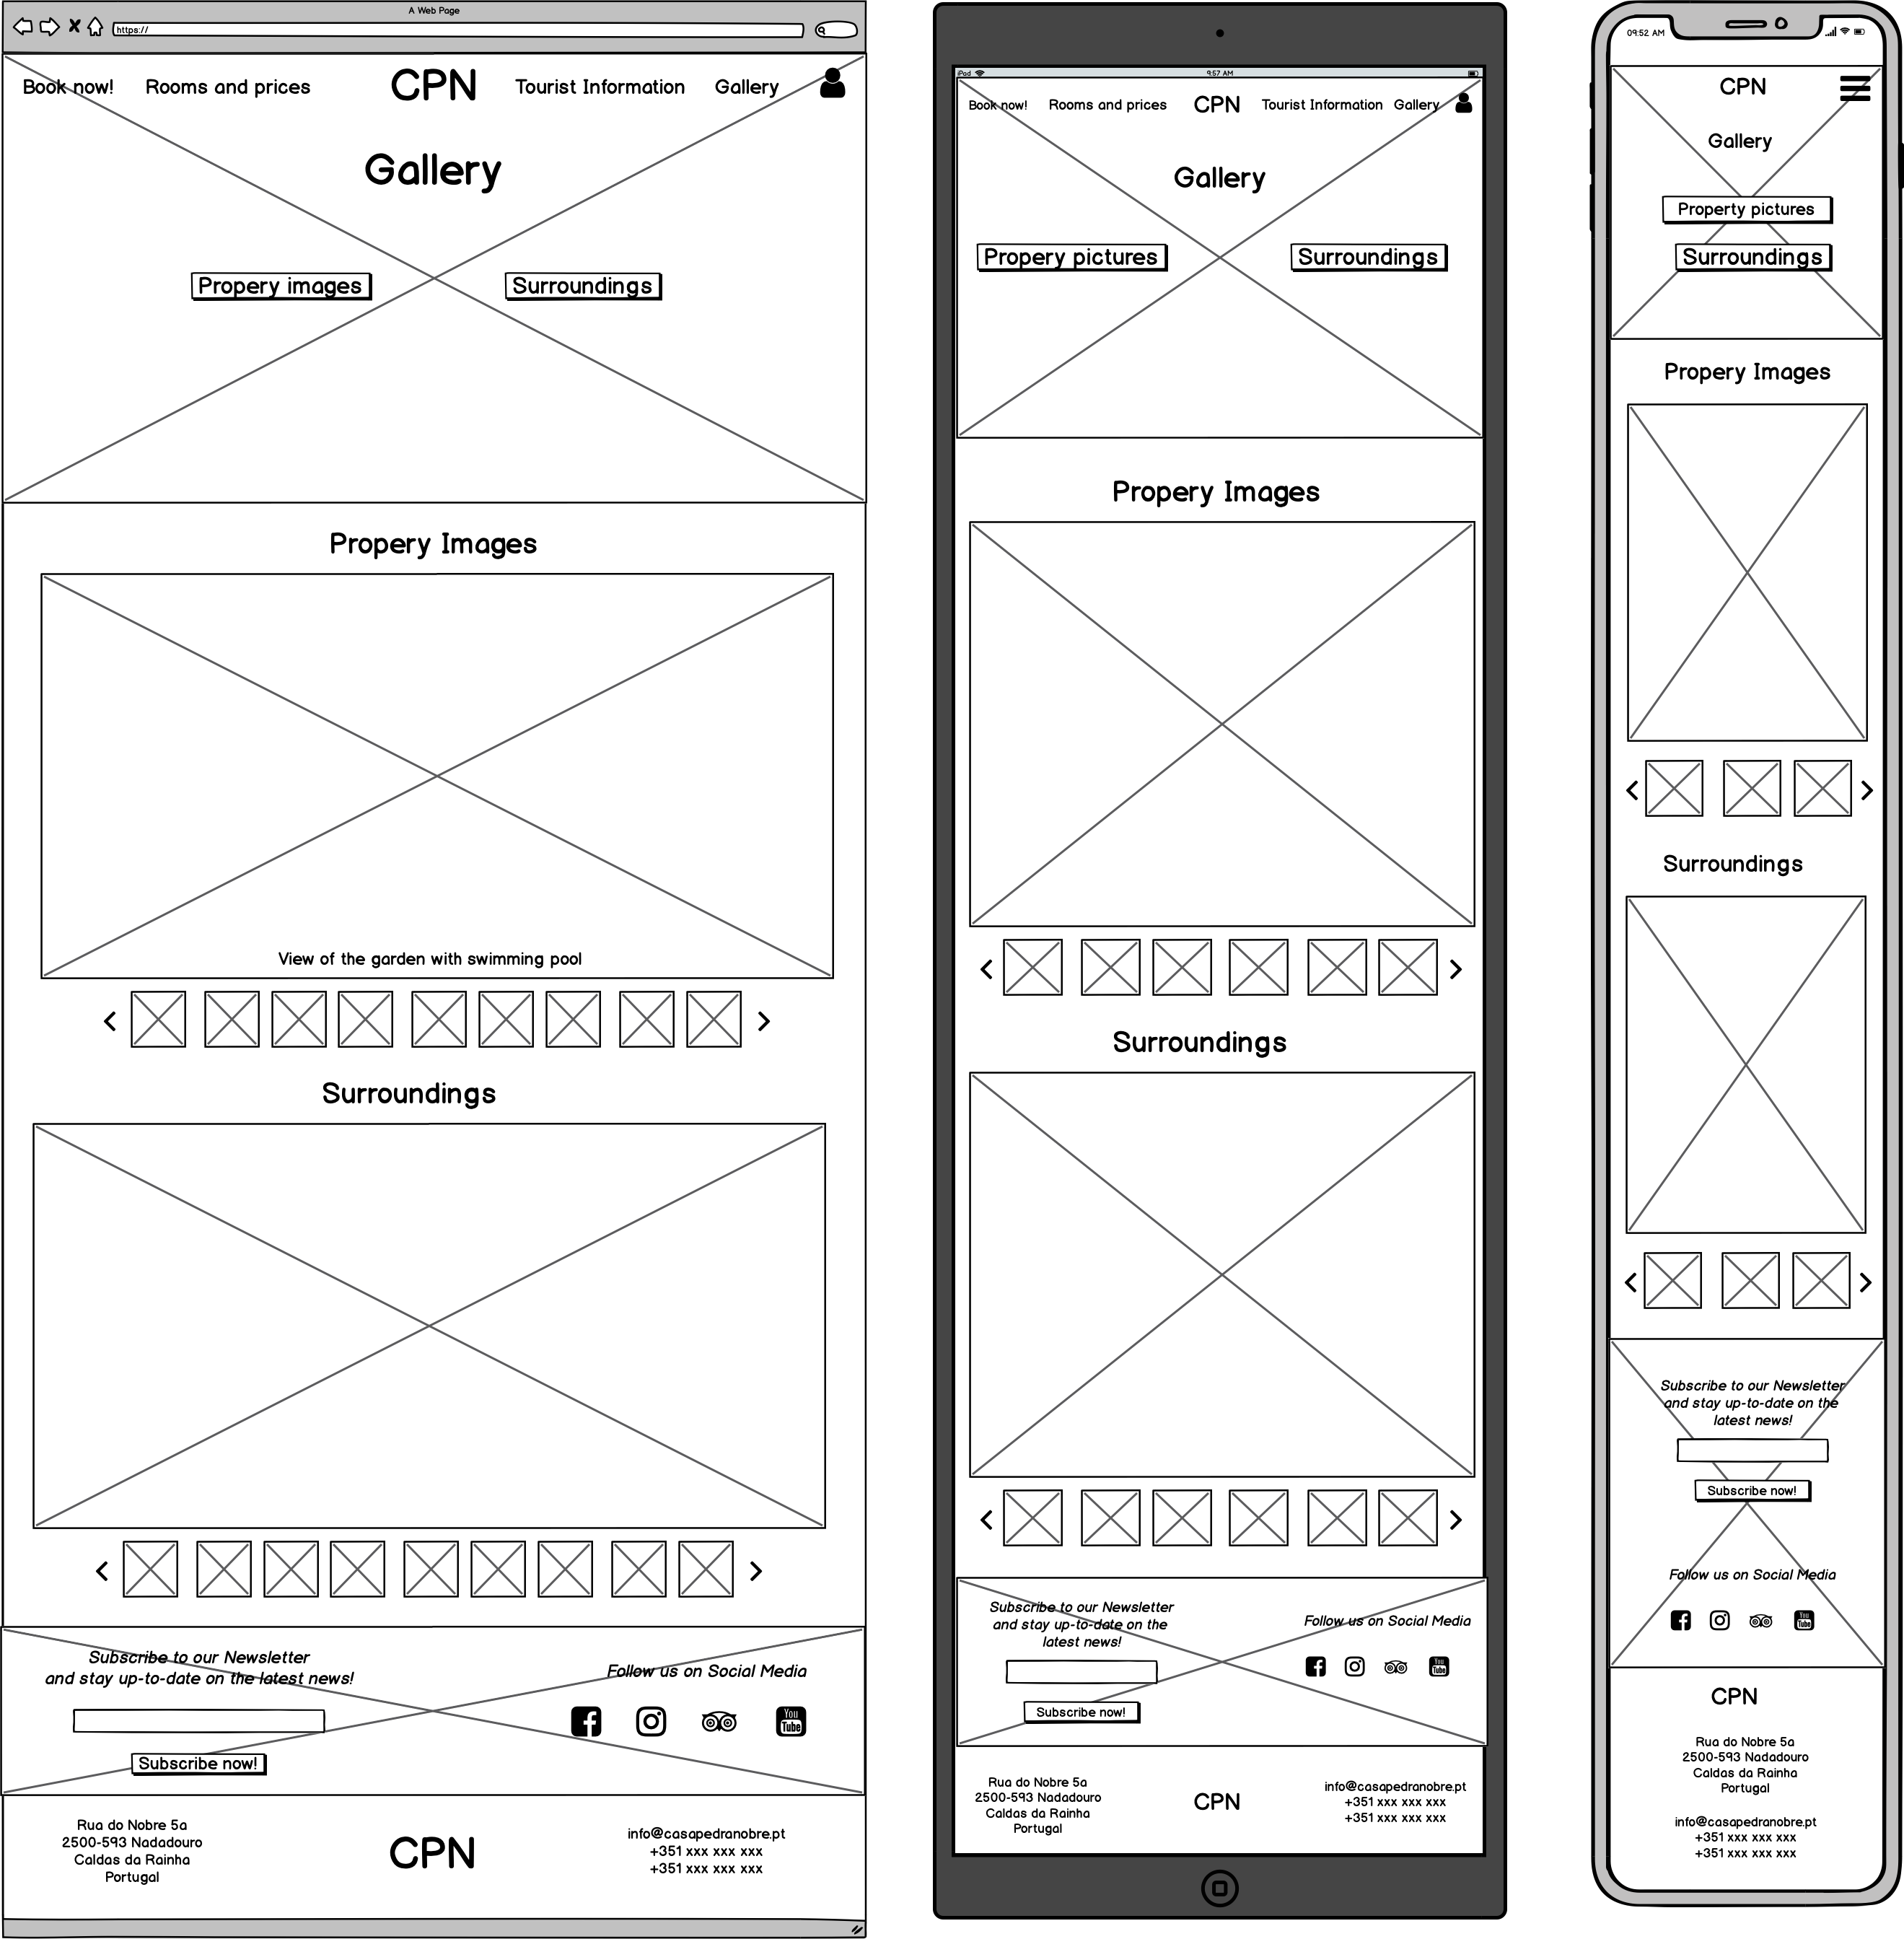 A Web Page
https://
Book now! Rooms and prices CPN Tourist Information Gallery
Gallery
Propery images Surroundings
Propery Images
View of the garden with swimming pool
Surroundings
Subscribe to our Newsletter
and stay up-to-date on the latest news!
Subscribe now!
Follow us on Social Media
You
Tube
Rua do Nobre 5a
2500-593 Nadadouro
Caldas da Rainha
Portugal
CPN
info@casapedranobre.pt
+351 xxx xxx xxx
+351 xxx xxx xxx
iPad 9:57 AM
Book now! Rooms and prices CPN Tourist Information Gallery
Gallery
Propery pictures Surroundings
Propery Images
Surroundings
Subscribe to our Newsletter
and stay up-to-date on the
latest news!
Subscribe now!
Follow us on Social Media
You
Tube
Rua do Nobre 5a
2500-593 Nadadouro
Caldas da Rainha
Portugal
CPN
info@casapedranobre.pt
+351 xxx xxx xxx
+351 xxx xxx xxx
09:52 AM
CPN
Gallery
Property pictures
Surroundings
Propery Images
Surroundings
Subscribe to our Newsletter
and stay up-to-date on the
latest news!
Subscribe now!
Follow us on Social Media
You
Tube
CPN
Rua do Nobre 5a
2500-593 Nadadouro
Caldas da Rainha
Portugal
info@casapedranobre.pt
+351 xxx xxx xxx
+351 xxx xxx xxx